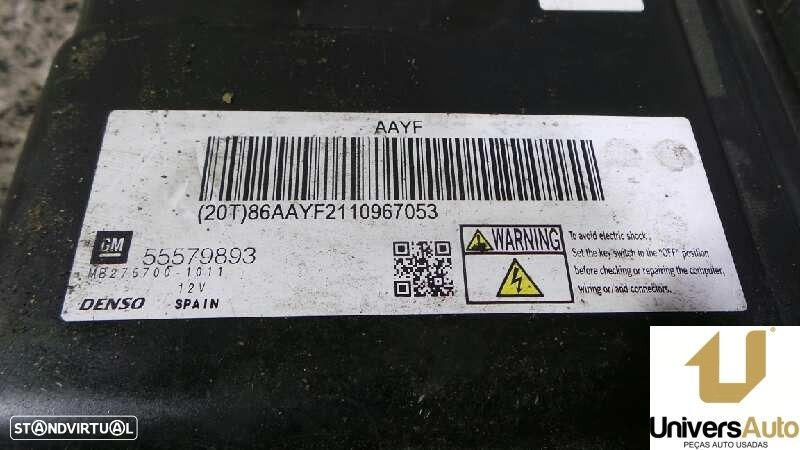 AAYF
(20T)86AAYF2110967053
GM
55579893
MB275700-1011
12V
DENSO SPAIN
WARNING
To avoid electric shock,
Set the key switch in the "OFF" position
before checking or repairing the computer,
wiring or/and connectors.
STANDVIRTUAL
UniversAuto
PEÇAS AUTO USADAS